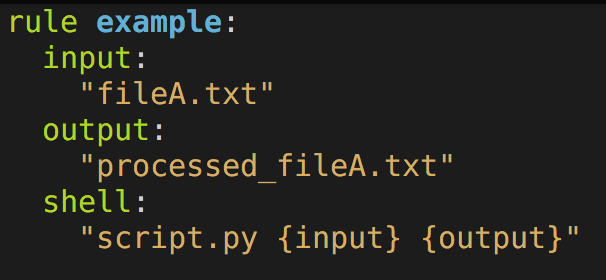 rule example:
  input:
    "fileA.txt"
  output:
    "processed_fileA.txt"
  shell:
    "script.py {input} {output}"